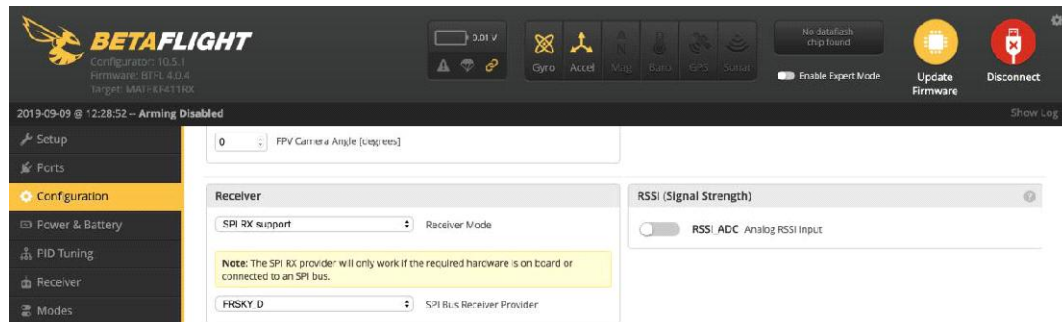 BETAFLIGHT
Configurator: 10.5.1
Firmware: BTFL 4.0.4
Target: MATEKF411RX
0.01 V
Gyro
Accel
Mag
Baro
GPS
Sonar
No dataflash
chip found
Enable Expert Mode
Update
Firmware
Disconnect
2019-09-09 @ 12:28:52 -- Arming Disabled
Show Log
Setup
Ports
Configuration
Power & Battery
PID Tuning
Receiver
Modes
0 FPV Camera Angle [degrees]
Receiver
SPI RX support Receiver Mode
Note: The SPI RX provider will only work if the required hardware is on board or
connected to an SPI bus.
FRSKY_D SPI Bus Receiver Provider
RSSI (Signal Strength)
RSSI_ADC Analog RSSI Input